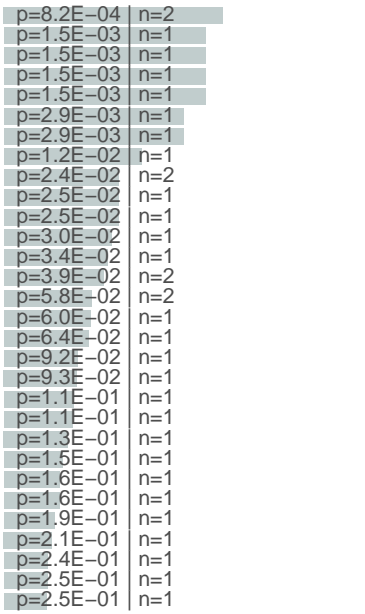 p=8.2E−04 | n=2
p=1.5E−03 | n=1
p=1.5E−03 | n=1
p=1.5E−03 | n=1
p=1.5E−03 | n=1
p=2.9E−03 | n=1
p=2.9E−03 | n=1
p=1.2E−02 | n=1
p=2.4E−02 | n=2
p=2.5E−02 | n=1
p=2.5E−02 | n=1
p=3.0E−02 | n=1
p=3.4E−02 | n=1
p=3.9E−02 | n=2
p=5.8E−02 | n=2
p=6.0E−02 | n=1
p=6.4E−02 | n=1
p=9.2E−02 | n=1
p=9.3E−02 | n=1
p=1.1E−01 | n=1
p=1.1E−01 | n=1
p=1.3E−01 | n=1
p=1.5E−01 | n=1
p=1.6E−01 | n=1
p=1.6E−01 | n=1
p=1.9E−01 | n=1
p=2.1E−01 | n=1
p=2.4E−01 | n=1
p=2.5E−01 | n=1
p=2.5E−01 | n=1